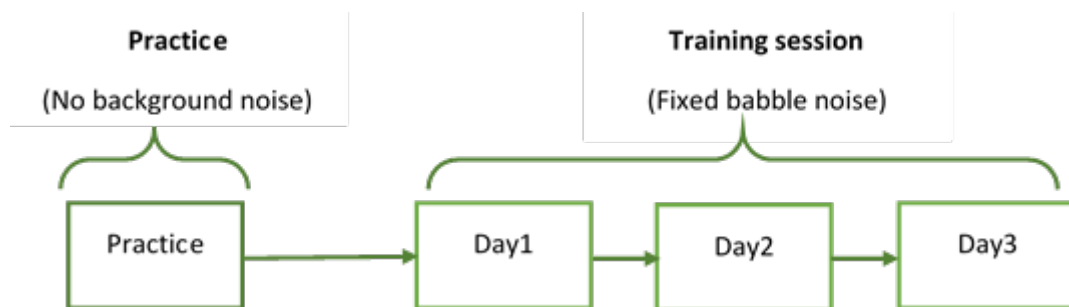 Practice
(No background noise)
Training session
(Fixed babble noise)
Practice
Day1
Day2
Day3